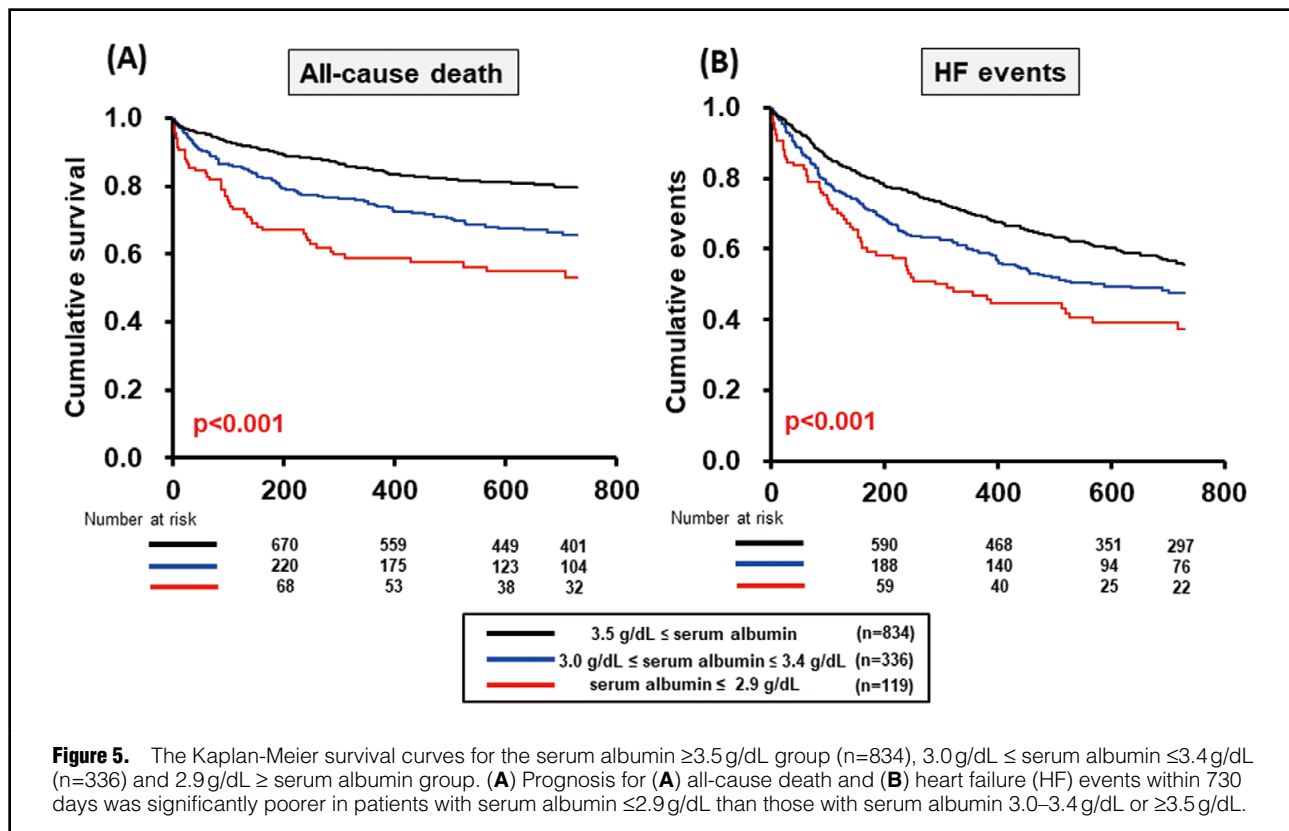 (A)
All-cause death
Cumulative survival
1.0
0.8
0.6
0.4
0.2
0.0
p<0.001
0 200 400 600 800
Number at risk
670 559 449 401
220 175 123 104
68 53 38 32
(B)
HF events
Cumulative events
1.0
0.8
0.6
0.4
0.2
0.0
p<0.001
0 200 400 600 800
Number at risk
590 468 351 297
188 140 94 76
59 40 25 22
3.5 g/dL ≤ serum albumin (n=834)
3.0 g/dL ≤ serum albumin ≤ 3.4 g/dL (n=336)
serum albumin ≤ 2.9 g/dL (n=119)
Figure 5. The Kaplan-Meier survival curves for the serum albumin ≥3.5 g/dL group (n=834), 3.0 g/dL ≤ serum albumin ≤3.4 g/dL
(n=336) and 2.9 g/dL ≥ serum albumin group. (A) Prognosis for (A) all-cause death and (B) heart failure (HF) events within 730
days was significantly poorer in patients with serum albumin ≤2.9 g/dL than those with serum albumin 3.0–3.4 g/dL or ≥3.5 g/dL.